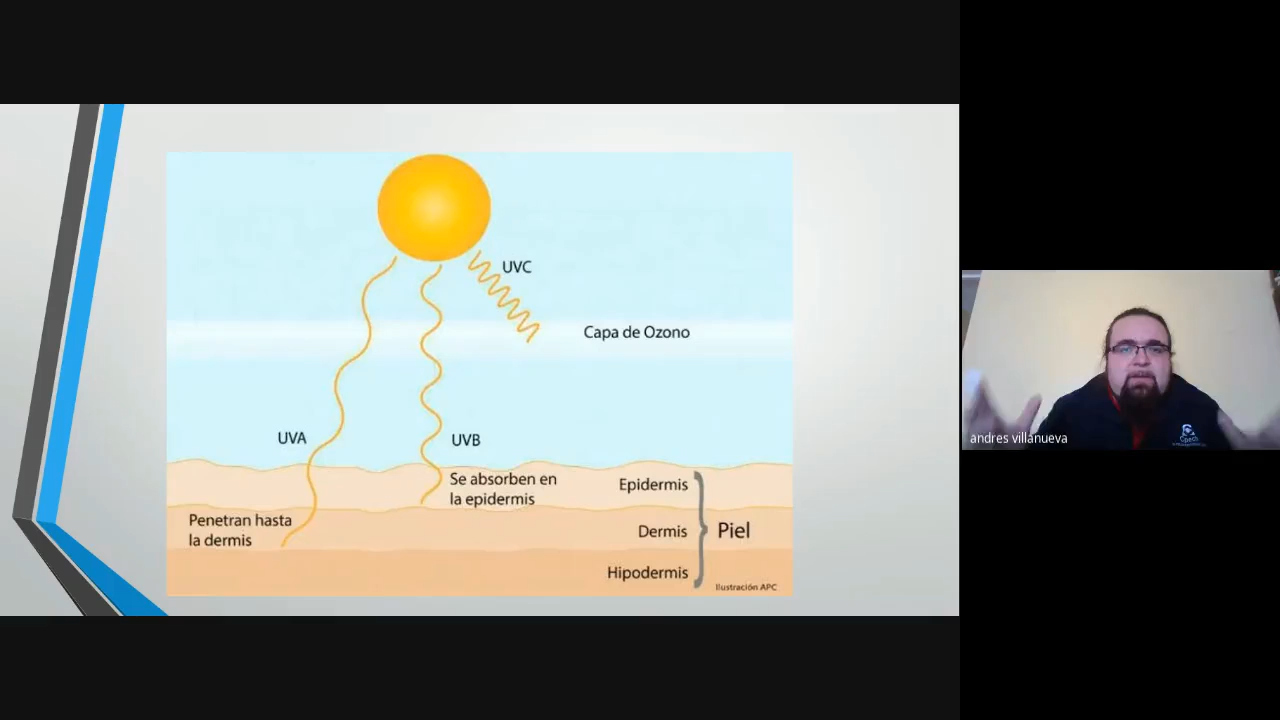 UVC
Capa de Ozono
UVA
UVB
Se absorben en
la epidermis
Epidermis
Penetran hasta
la dermis
Dermis
Piel
Hipodermis
Ilustración APC
andres villanueva
Cpech